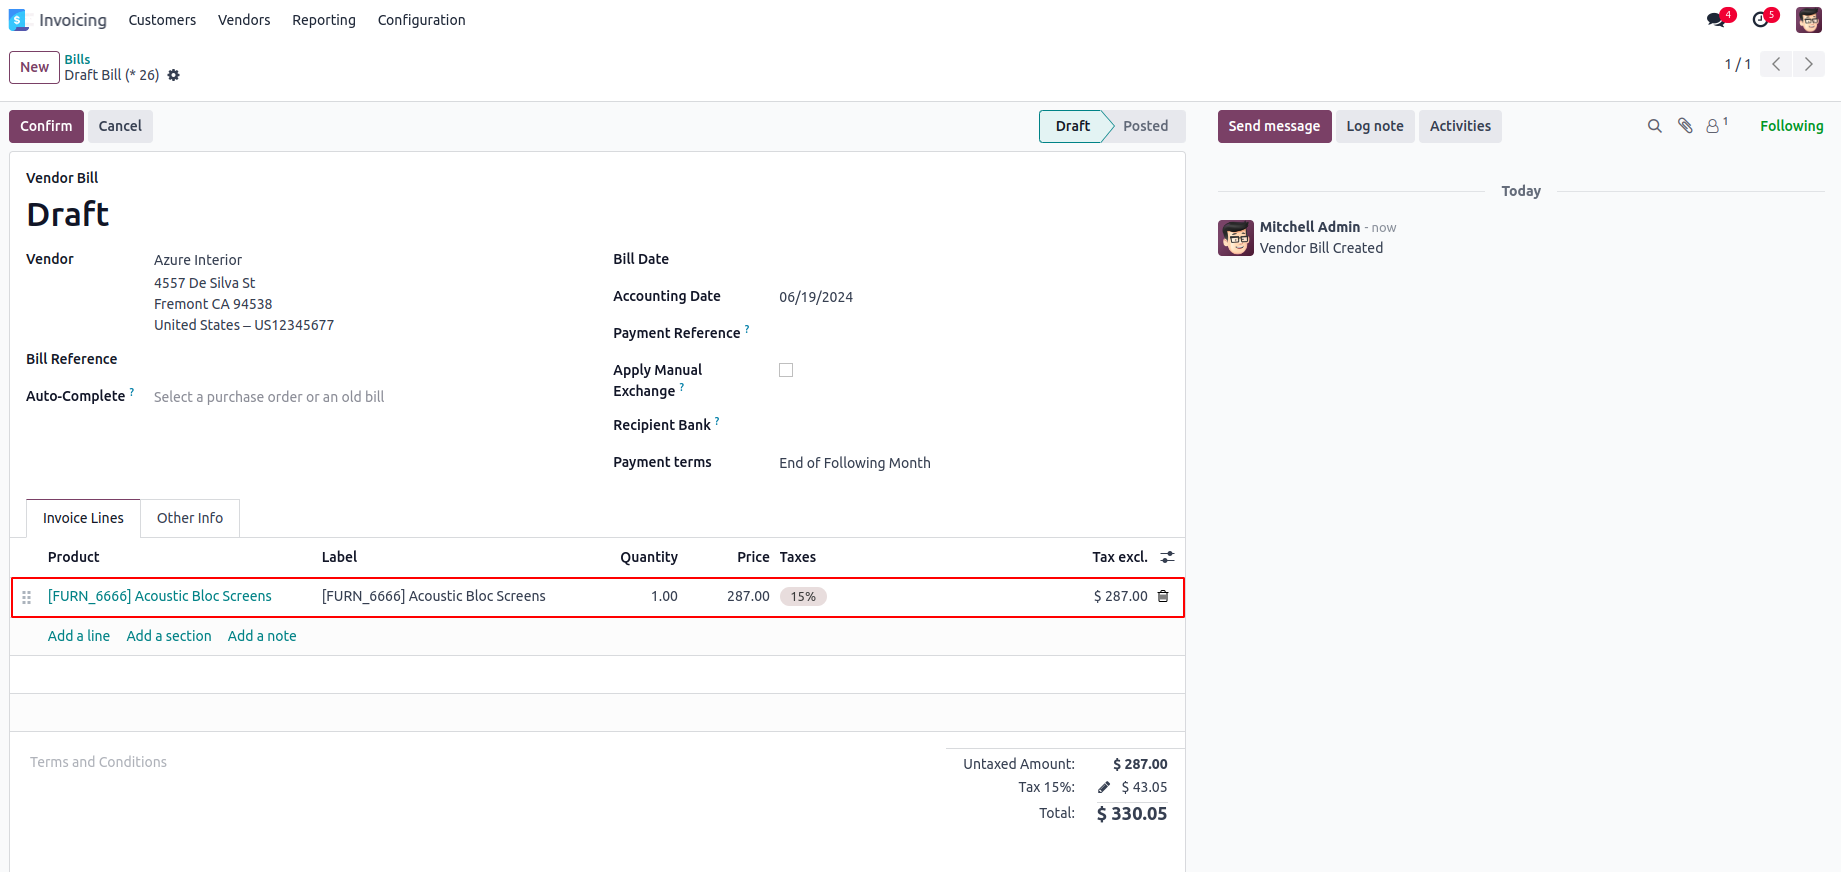 Invoicing Customers Vendors Reporting Configuration 4 5
New Bills
Draft Bill (* 26) 1 / 1
Confirm Cancel Draft Posted Send message Log note Activities 1 Following
Vendor Bill
Draft
Today
Mitchell Admin - now
Vendor Bill Created
Vendor Azure Interior
4557 De Silva St
Fremont CA 94538
United States – US12345677
Bill Reference
Auto-Complete ? Select a purchase order or an old bill
Bill Date
Accounting Date 06/19/2024
Payment Reference ?
Apply Manual
Exchange ?
Recipient Bank ?
Payment terms End of Following Month
Invoice Lines Other Info
Product Label Quantity Price Taxes Tax excl.
[FURN_6666] Acoustic Bloc Screens [FURN_6666] Acoustic Bloc Screens 1.00 287.00 15% $ 287.00
Add a line Add a section Add a note
Terms and Conditions
Untaxed Amount: $ 287.00
Tax 15%: $ 43.05
Total: $ 330.05